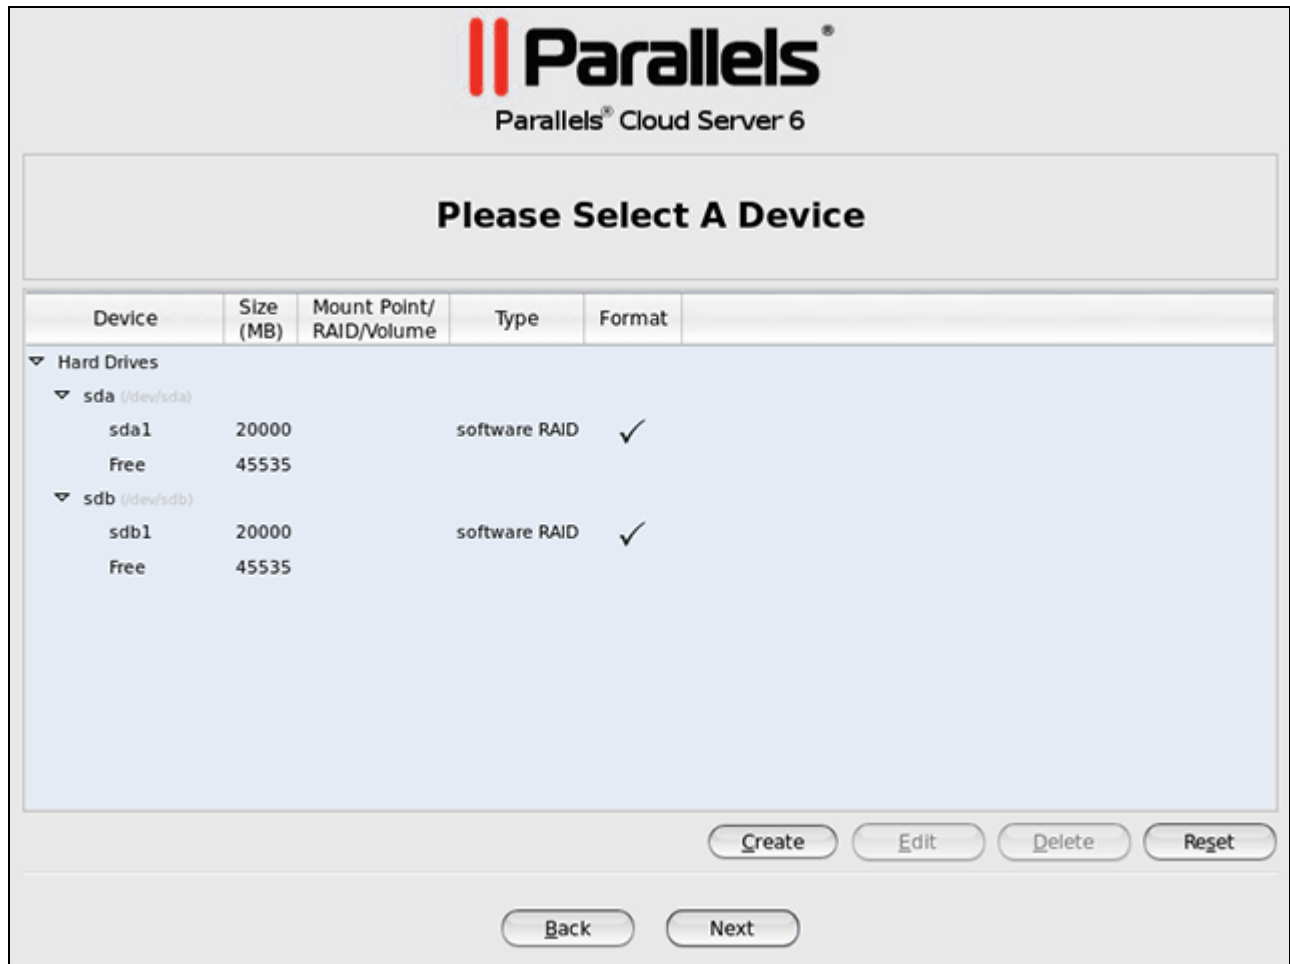 Parallels®
Parallels® Cloud Server 6
Please Select A Device
Device Size (MB) Mount Point/ RAID/Volume Type Format
Hard Drives
sda (/dev/sda)
sda1 20000 software RAID ✓
Free 45535
sdb (/dev/sdb)
sdb1 20000 software RAID ✓
Free 45535
Create Edit Delete Reset
Back Next